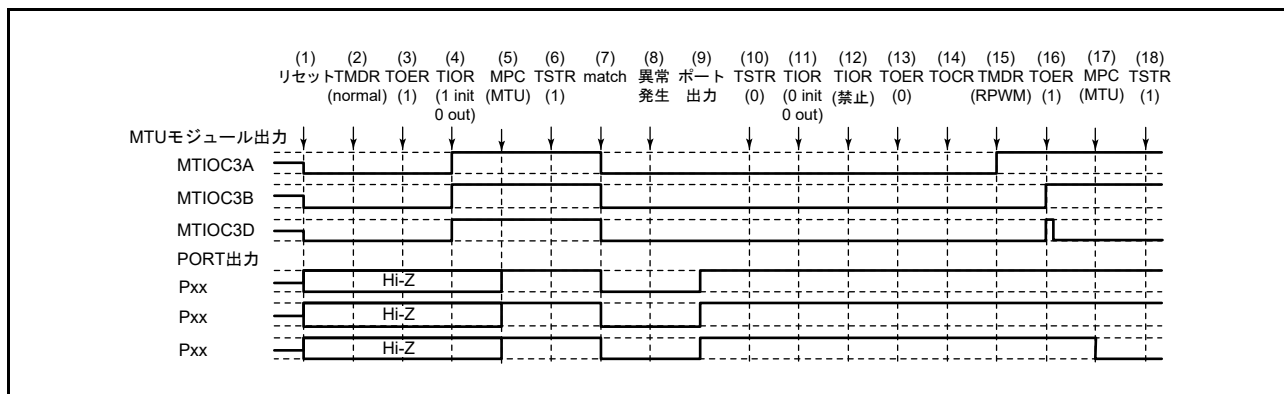 (1) (2) (3) (4) (5) (6) (7) (8) (9) (10) (11) (12) (13) (14) (15) (16) (17) (18)
リセット TMDR TOER TIOR MPC TSTR match 異常 ポート TSTR TIOR TIOR TOER TOCR TMDR TOER MPC TSTR
(normal) (1) (1 init (MTU) (1) 発生 出力 (0) (0 init (禁止) (0) (RPWM) (1) (MTU) (1)
0 out) 0 out)
MTUモジュール出力
MTIOC3A
MTIOC3B
MTIOC3D
PORT出力
Pxx Hi-Z
Pxx Hi-Z
Pxx Hi-Z